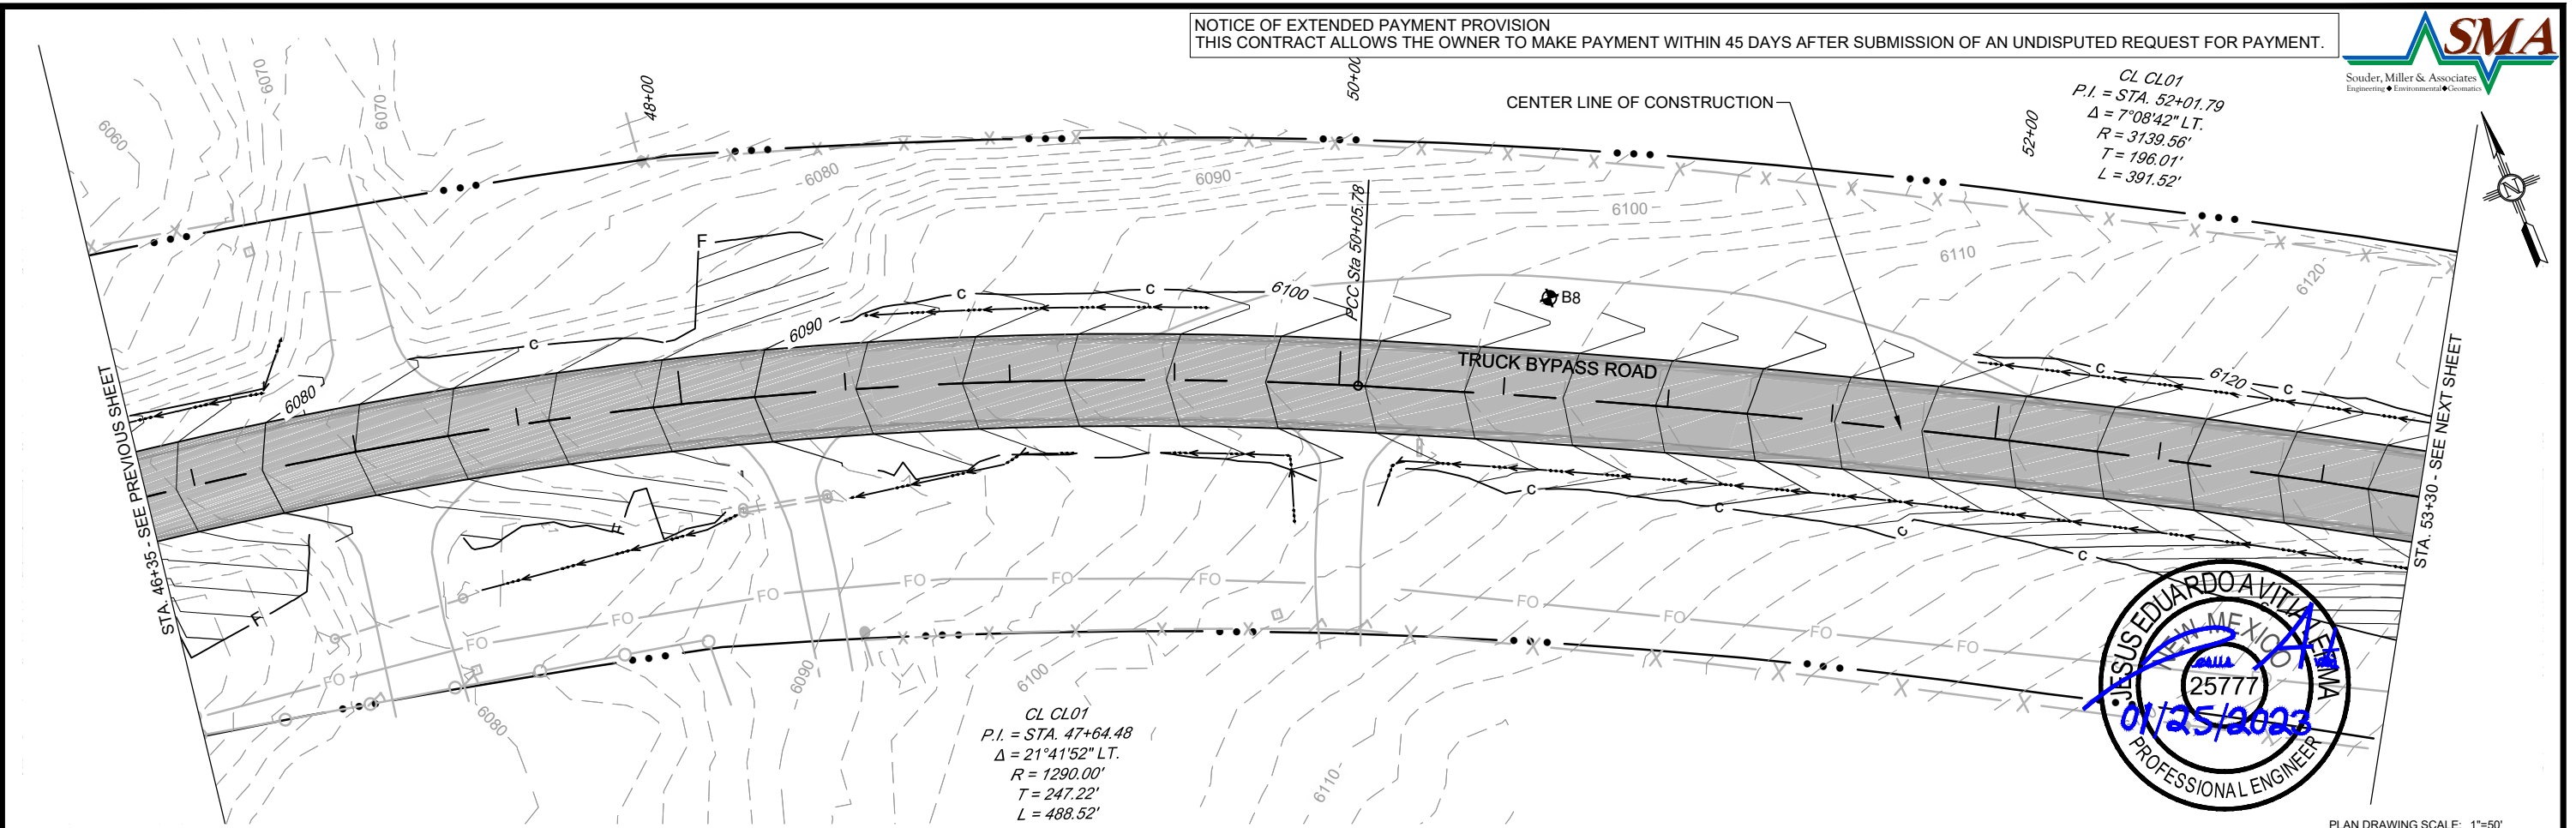 NOTICE OF EXTENDED PAYMENT PROVISION
THIS CONTRACT ALLOWS THE OWNER TO MAKE PAYMENT WITHIN 45 DAYS AFTER SUBMISSION OF AN UNDISPUTED REQUEST FOR PAYMENT.
SMA
Souder, Miller & Associates
Engineering ◆ Environmental ◆ Geomatics
CL CL01
P.I. = STA. 52+01.79
Δ = 7°08'42" LT.
R = 3139.56'
T = 196.01'
L = 391.52'
N
48+00
50+00
52+00
CENTER LINE OF CONSTRUCTION
6060
6070
6070
6080
6090
6100
6110
6120
F
C
C
C
6100
6090
6080
PCC Sta 50+05.78
B8
TRUCK BYPASS ROAD
C
6120
C
STA. 46+35 - SEE PREVIOUS SHEET
STA. 53+30 - SEE NEXT SHEET
F
F
C
C
C
C
FO
FO
FO
FO
FO
FO
FO
FO
FO
FO
FO
6080
6090
6100
6110
CL CL01
P.I. = STA. 47+64.48
Δ = 21°41'52" LT.
R = 1290.00'
T = 247.22'
L = 488.52'
JESUS EDUARDO AVITIA
NEW MEXICO
25777
01/25/2023
PROFESSIONAL ENGINEER
PLAN DRAWING SCALE: 1"=50'